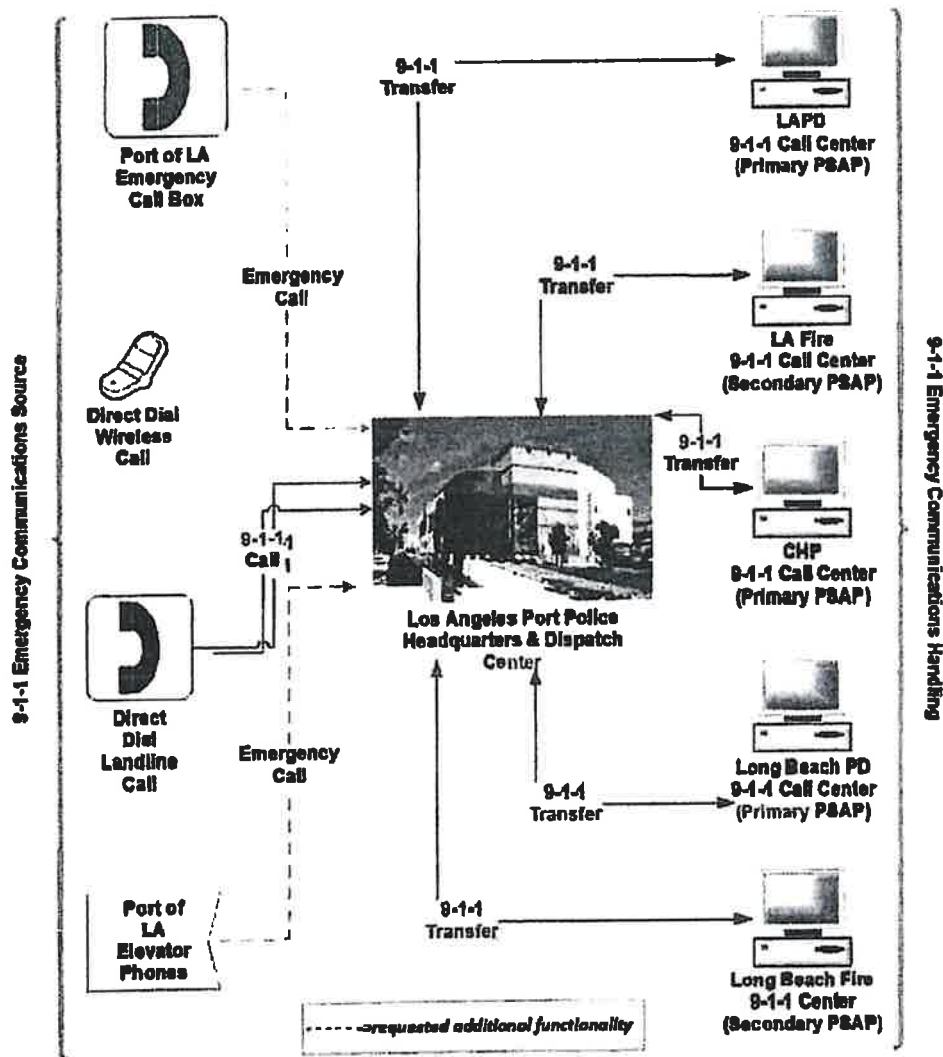 9-1-1 Emergency Communications Source
Port of LA
Emergency
Call Box
Emergency
Call
Direct Dial
Wireless
Call
9-1-1
Call
Direct
Dial
Landline
Call
Emergency
Call
Port of
LA
Elevator
Phones
9-1-1
Transfer
9-1-1
Transfer
9-1-1
Transfer
Los Angeles Port Police
Headquarters & Dispatch
Center
9-1-1
Transfer
9-1-1
Transfer
LAPD
9-1-1 Call Center
(Primary PSAP)
LA Fire
9-1-1 Call Center
(Secondary PSAP)
CHP
9-1-1 Call Center
(Primary PSAP)
Long Beach PD
9-1-1 Call Center
(Primary PSAP)
Long Beach Fire
9-1-1 Center
(Secondary PSAP)
9-1-1 Emergency Communications Handling
requested additional functionality